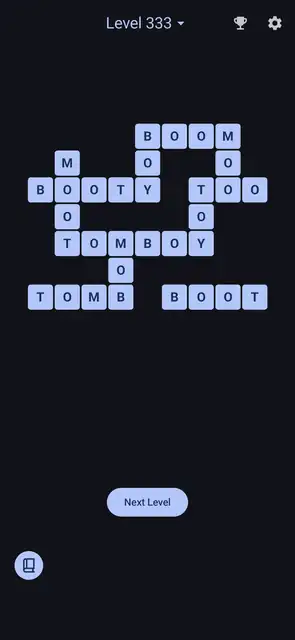 Level 333
BOOM
M O O
BOOTY TOO
O O
TOMBOY
O
TOMB BOOT
Next Level